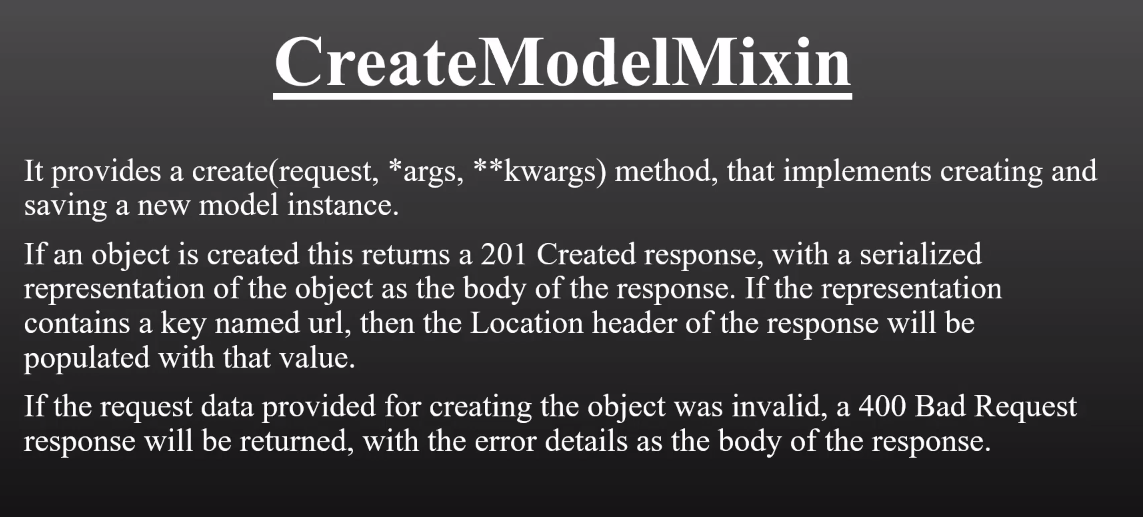 CreateModelMixin
It provides a create(request, *args, **kwargs) method, that implements creating and
saving a new model instance.
If an object is created this returns a 201 Created response, with a serialized
representation of the object as the body of the response. If the representation
contains a key named url, then the Location header of the response will be
populated with that value.
If the request data provided for creating the object was invalid, a 400 Bad Request
response will be returned, with the error details as the body of the response.